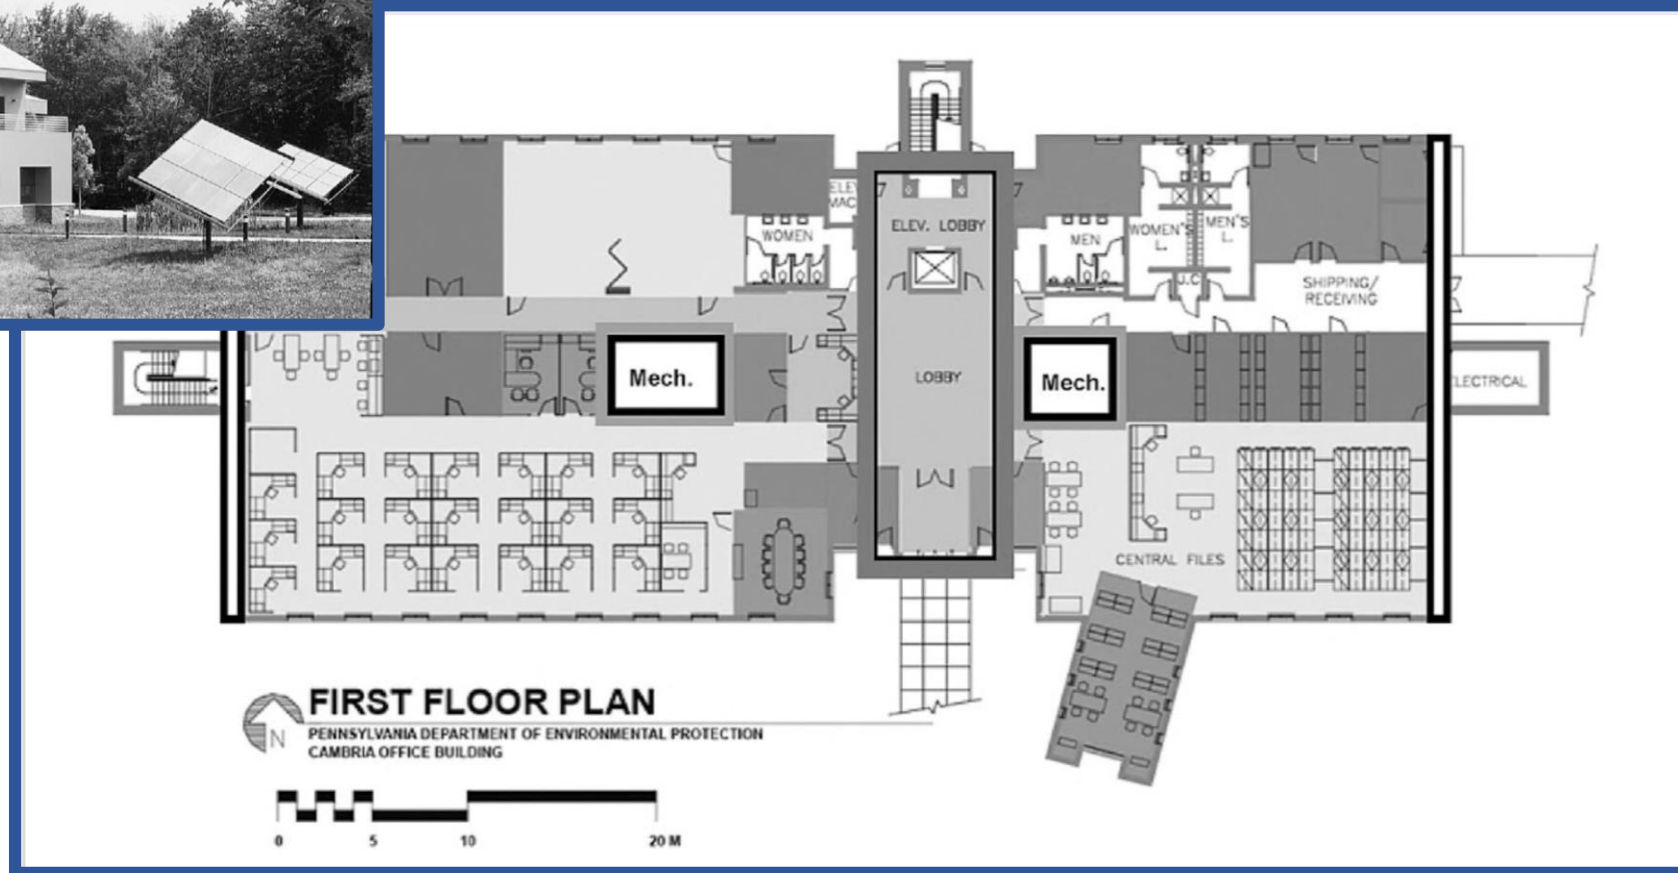 ELEV. LOBBY
WOMEN
MEN
WOMEN'S
L.
MEN'S
L.
J.C.
SHIPPING/
RECEIVING
Mech.
LOBBY
Mech.
CENTRAL FILES
FIRST FLOOR PLAN
N
PENNSYLVANIA DEPARTMENT OF ENVIRONMENTAL PROTECTION
CAMBRIA OFFICE BUILDING
0 5 10 20 M